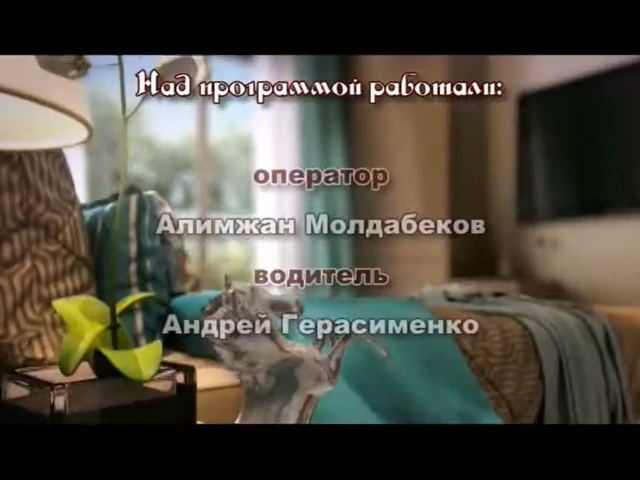 Над программой работали:
оператор
Алимжан Молдабеков
водитель
Андрей Герасименко